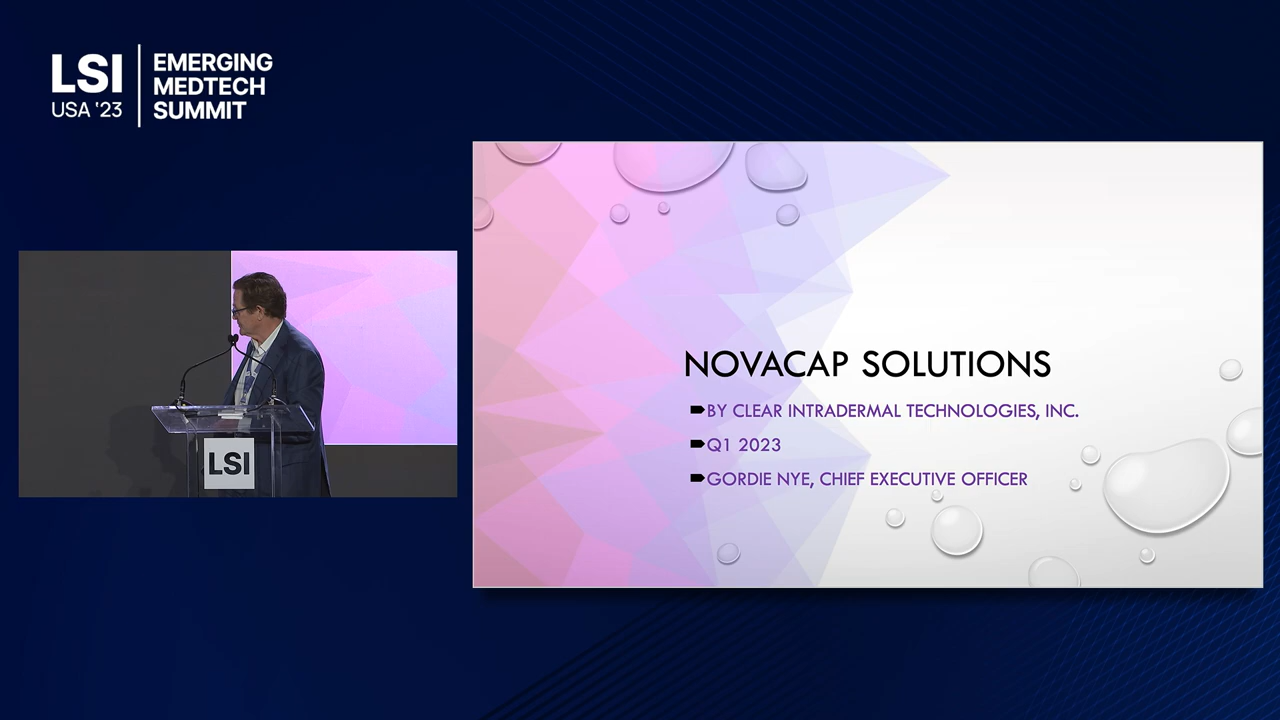 LSI
USA '23
EMERGING
MEDTECH
SUMMIT
NOVACAP SOLUTIONS
BY CLEAR INTRADERMAL TECHNOLOGIES, INC.
Q1 2023
GORDIE NYE, CHIEF EXECUTIVE OFFICER
LSI